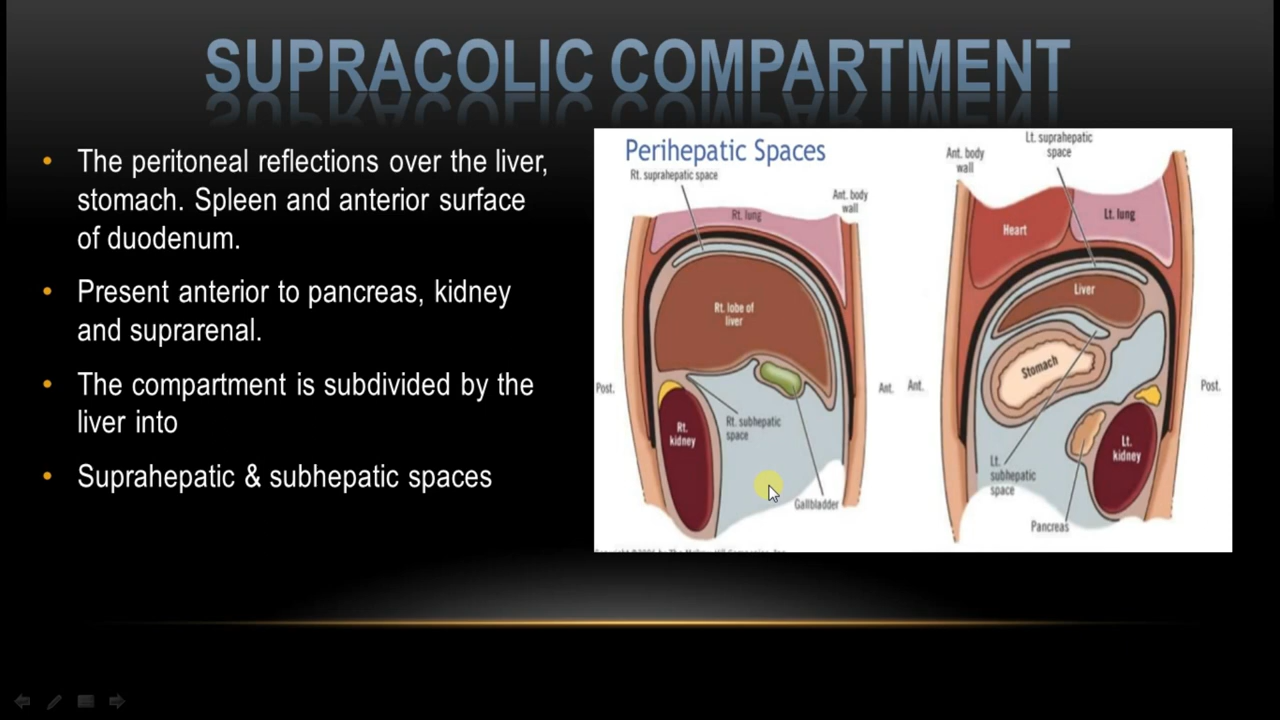 SUPRACOLIC COMPARTMENT
• The peritoneal reflections over the liver,
stomach. Spleen and anterior surface
of duodenum.
• Present anterior to pancreas, kidney
and suprarenal.
• The compartment is subdivided by the
liver into
• Suprahepatic & subhepatic spaces
Perihepatic Spaces
Rt. suprahepatic space
Ant. body
wall
Rt. lung
Rt. lobe of
liver
Post.
Ant.
Rt.
kidney
Rt. subhepatic
space
Gallbladder
Lt. suprahepatic
space
Ant. body
wall
Heart
Lt. lung
Liver
Stomach
Ant.
Post.
Lt.
kidney
Lt.
subhepatic
space
Pancreas